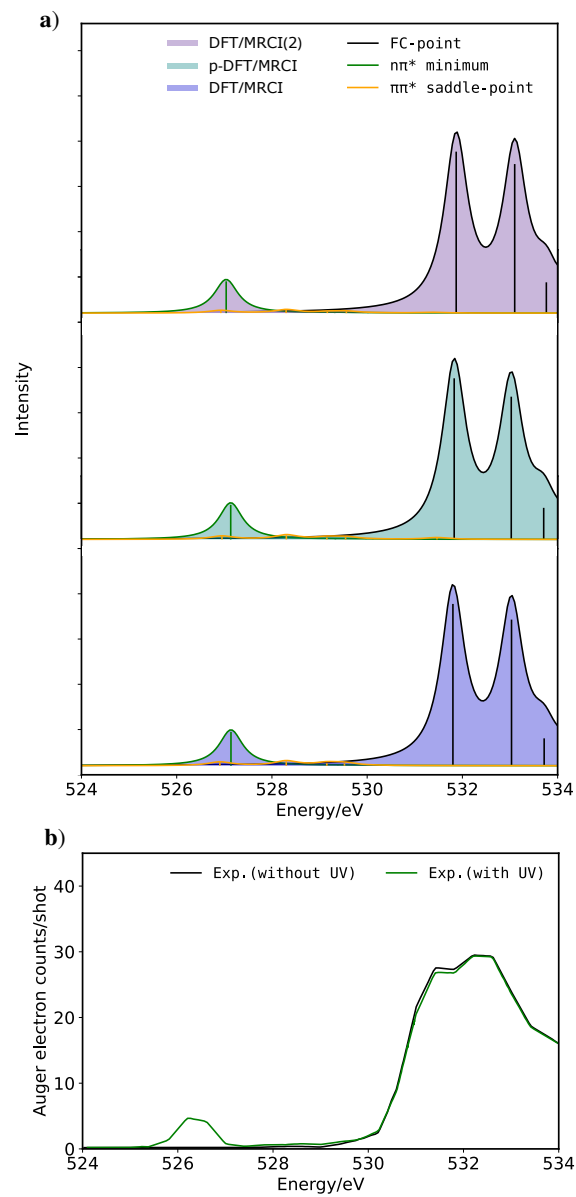 a)
DFT/MRCI(2)
p-DFT/MRCI
DFT/MRCI
FC-point
nπ* minimum
ππ* saddle-point
Intensity
524 526 528 530 532 534
Energy/eV
b)
Exp.(without UV) Exp.(with UV)
Auger electron counts/shot
40
30
20
10
0
524 526 528 530 532 534
Energy/eV